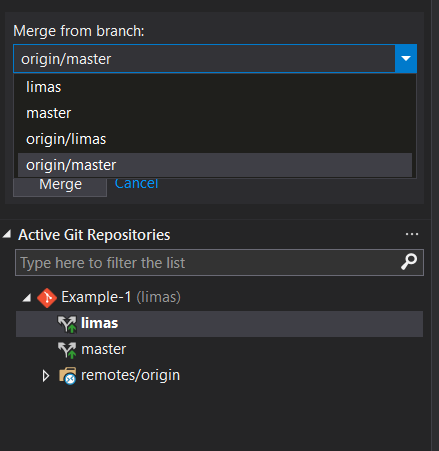 Merge from branch:
origin/master
limas
master
origin/limas
origin/master
Merge Cancel
Active Git Repositories ...
Type here to filter the list
Example-1 (limas)
limas
master
remotes/origin